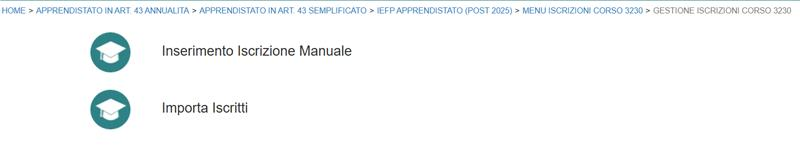 HOME > APPRENDISTATO IN ART. 43 ANNUALITA > APPRENDISTATO IN ART. 43 SEMPLIFICATO > IEFP APPRENDISTATO (POST 2025) > MENU ISCRIZIONI CORSO 3230 > GESTIONE ISCRIZIONI CORSO 3230
Inserimento Iscrizione Manuale
Importa Iscritti